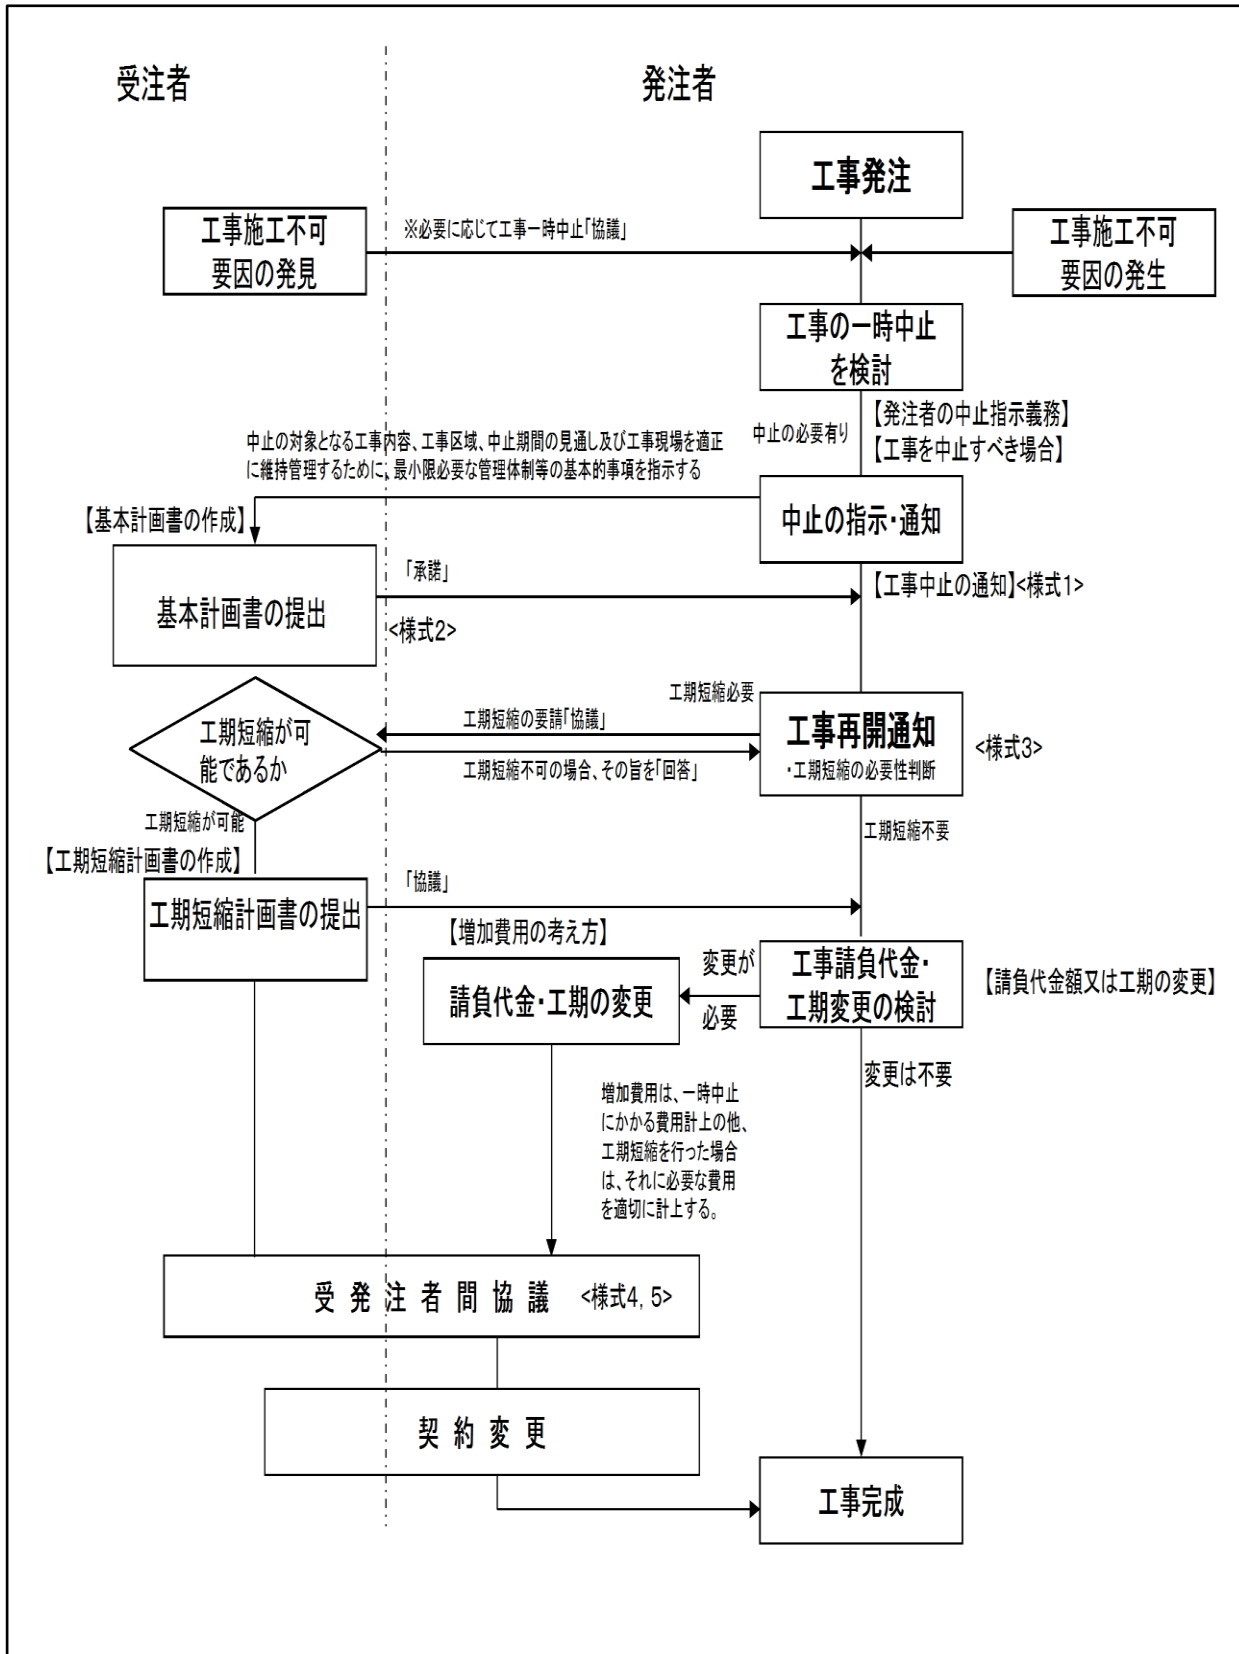 受注者
発注者
工事発注
工事施工不可
要因の発見
※必要に応じて工事一時中止｢協議｣
工事施工不可
要因の発生
工事の一時中止
を検討
【発注者の中止指示義務】
中止の必要有り
【工事を中止すべき場合】
中止の対象となる工事内容、工事区域、中止期間の見通し及び工事現場を適正
に維持管理するために、最小限必要な管理体制等の基本的事項を指示する
中止の指示・通知
【基本計画書の作成】
基本計画書の提出
｢承諾｣
<様式2>
【工事中止の通知】<様式1>
工期短縮必要
工期短縮が可
能であるか
工期短縮の要請｢協議｣
工期短縮不可の場合、その旨を｢回答｣
工事再開通知
・工期短縮の必要性判断
<様式3>
工期短縮が可能
工期短縮不要
【工期短縮計画書の作成】
工期短縮計画書の提出
｢協議｣
【増加費用の考え方】
請負代金・工期の変更
変更が
必要
工事請負代金・
工期変更の検討
【請負代金額又は工期の変更】
変更は不要
増加費用は、一時中止
にかかる費用計上の他、
工期短縮を行った場合
は、それに必要な費用
を適切に計上する。
受発注者間協議 <様式4,5>
契約変更
工事完成